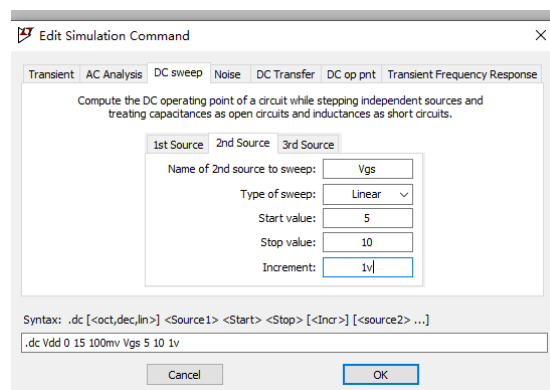 Edit Simulation Command
Transient AC Analysis DC sweep Noise DC Transfer DC op pnt Transient Frequency Response
Compute the DC operating point of a circuit while stepping independent sources and
treating capacitances as open circuits and inductances as short circuits.
1st Source 2nd Source 3rd Source
Name of 2nd source to sweep: Vgs
Type of sweep: Linear
Start value: 5
Stop value: 10
Increment: 1v
Syntax: .dc [<oct,dec,lin>] <Source1> <Start> <Stop> [<Incr>] [<source2> ...]
.dc Vdd 0 15 100mv Vgs 5 10 1v
Cancel OK